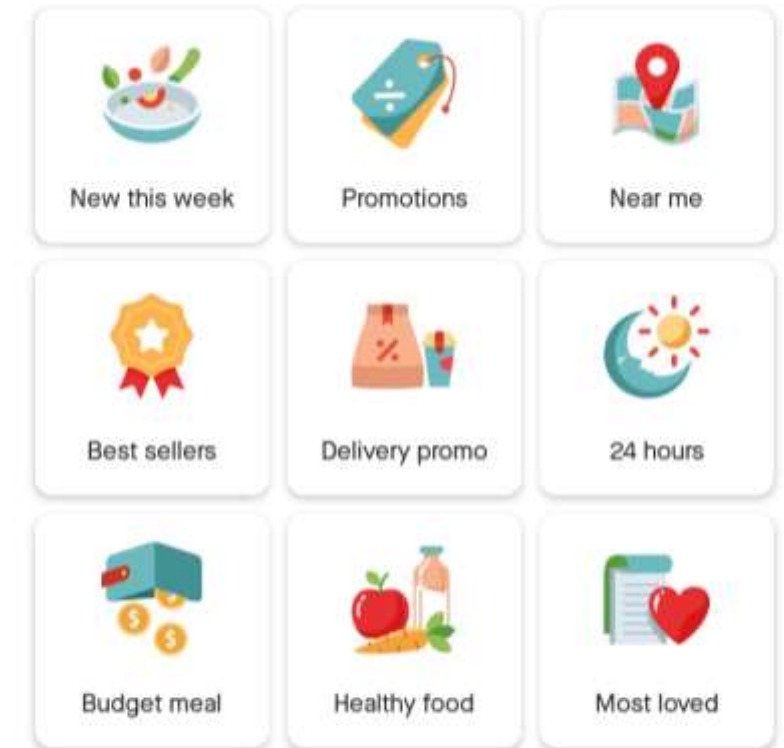 New this week
Promotions
Near me
Best sellers
Delivery promo
24 hours
Budget meal
Healthy food
Most loved